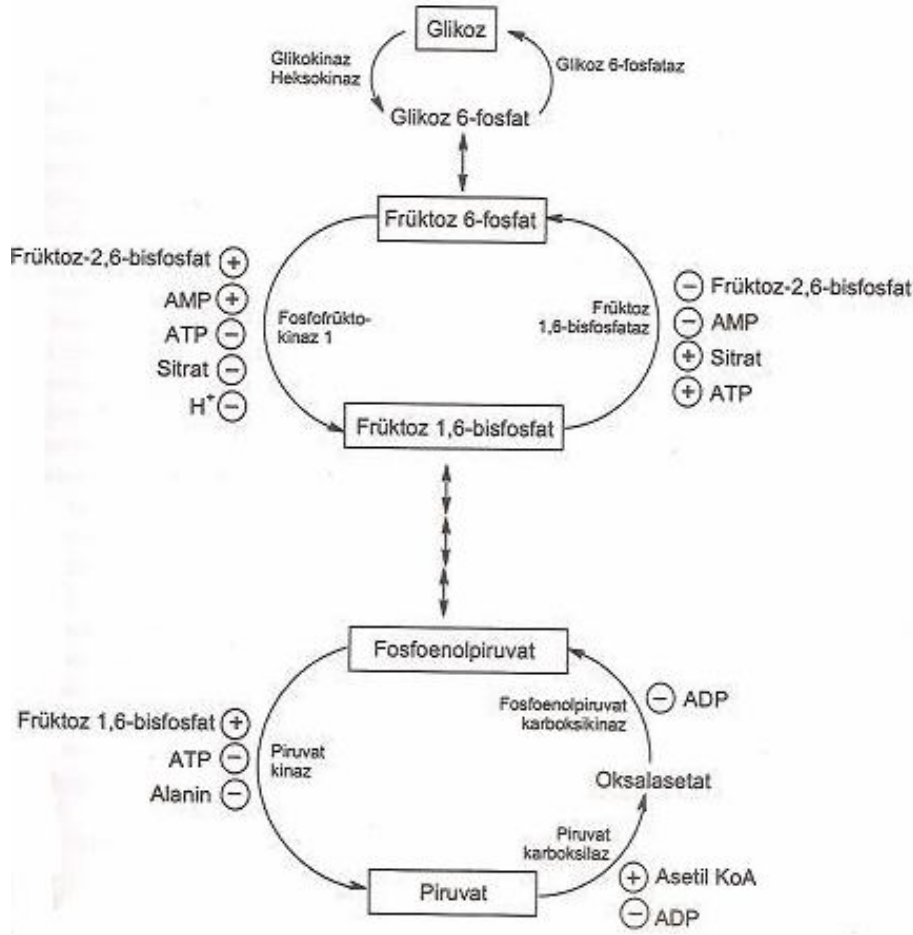 Glikoz
Glikokinaz
Heksokinaz
Glikoz 6-fosfataz
Glikoz 6-fosfat
Früktoz 6-fosfat
Früktoz-2,6-bisfosfat +
AMP +
ATP −
Sitrat −
H+ −
Fosfofrükto-
kinaz 1
Früktoz
1,6-bisfosfataz
− Früktoz-2,6-bisfosfat
− AMP
+ Sitrat
+ ATP
Früktoz 1,6-bisfosfat
Fosfoenolpiruvat
Früktoz 1,6-bisfosfat +
ATP −
Alanin −
Piruvat
kinaz
Fosfoenolpiruvat
karboksikinaz
− ADP
Oksalasetat
Piruvat
karboksilaz
+ Asetil KoA
− ADP
Piruvat